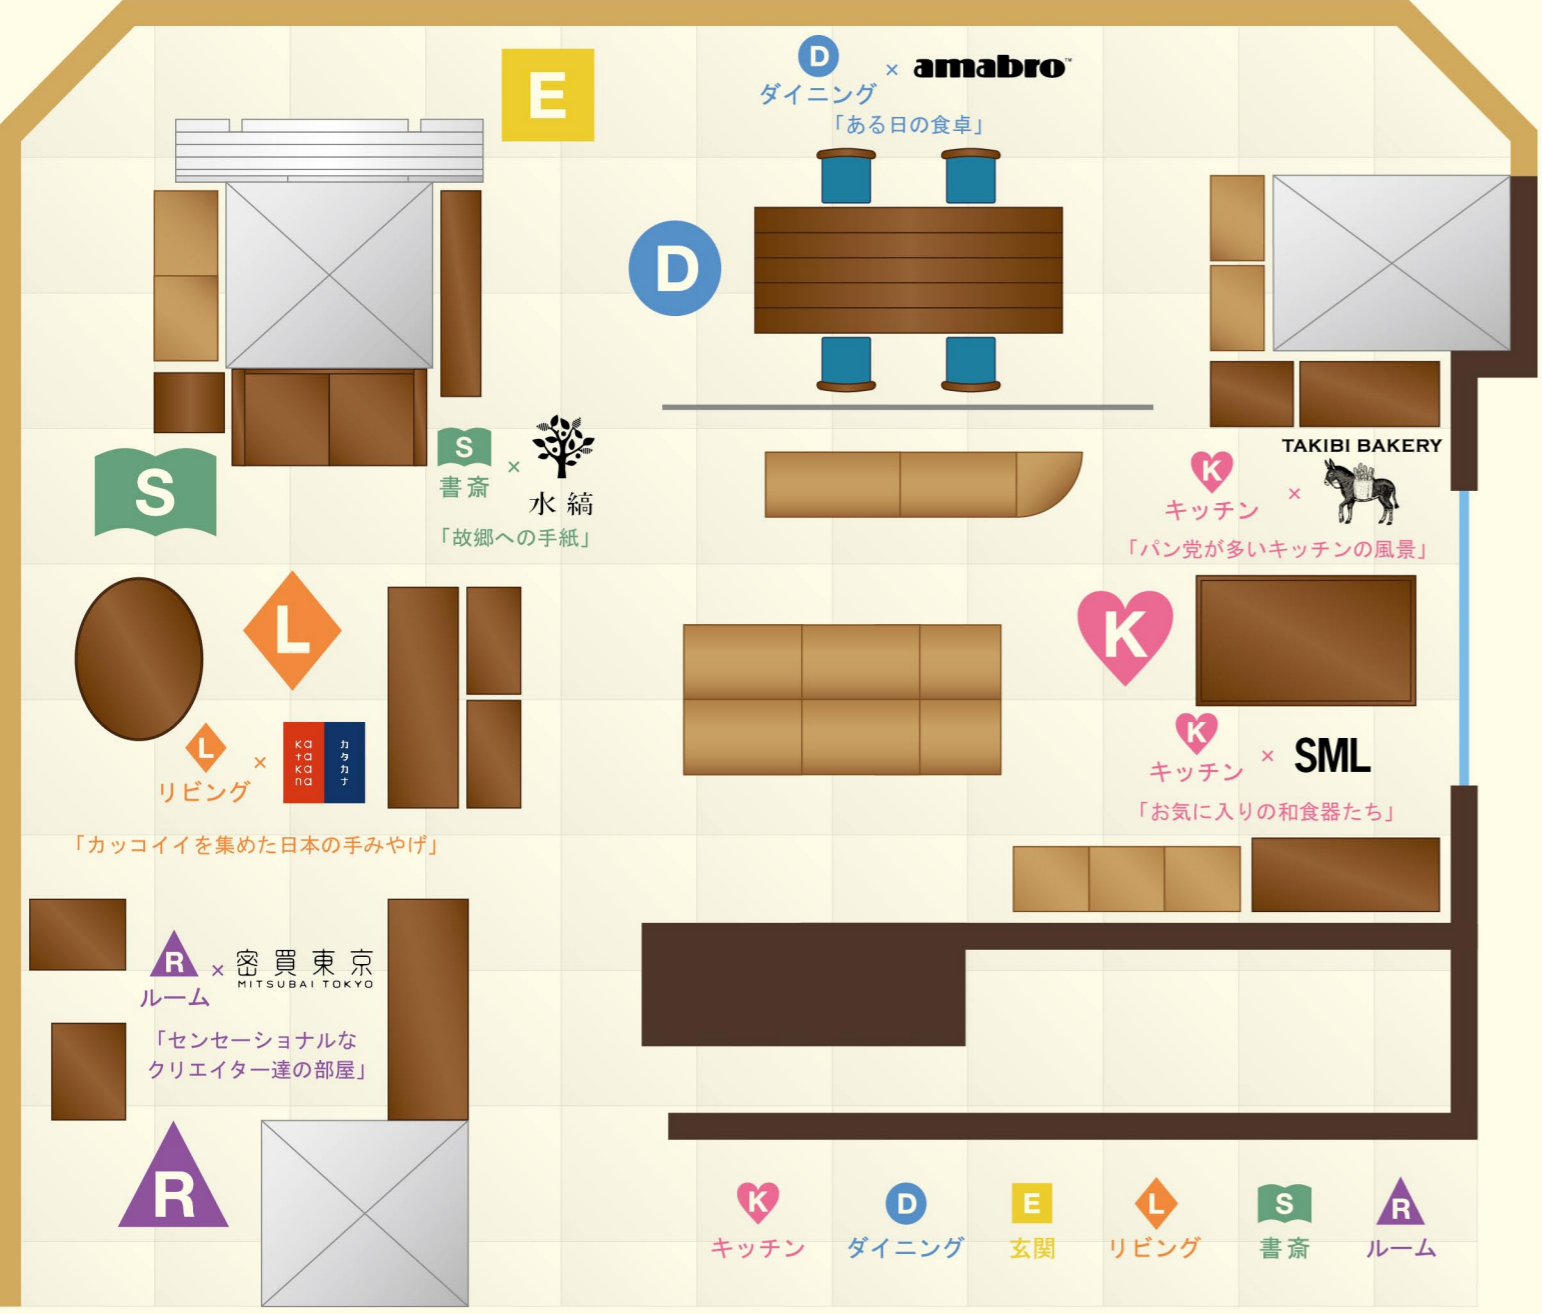 E
D × amabro™
ダイニング
「ある日の食卓」
D
S × 水縞
書斎
「故郷への手紙」
S
TAKIBI BAKERY
K ×
キッチン
「パン党が多いキッチンの風景」
L
K
L × katakana カタカナ
リビング
「カッコイイを集めた日本の手みやげ」
K × SML
キッチン
「お気に入りの和食器たち」
R × 密買東京
MITSUBAI TOKYO
ルーム
「センセーショナルな
クリエイター達の部屋」
R
K D E L S R
キッチン ダイニング 玄関 リビング 書斎 ルーム